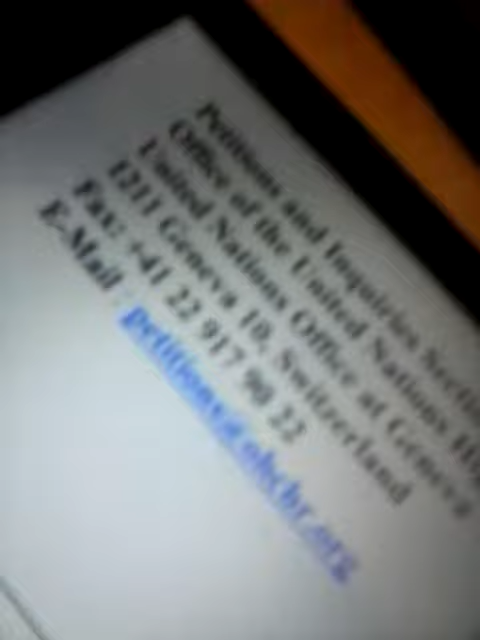 Petitions and Inquiries Section
Office of the United Nations
United Nations Office at Geneva
1211 Geneva 10, Switzerland
Fax: +41 22 917 90 22
E-Mail : petitions@ohchr.org